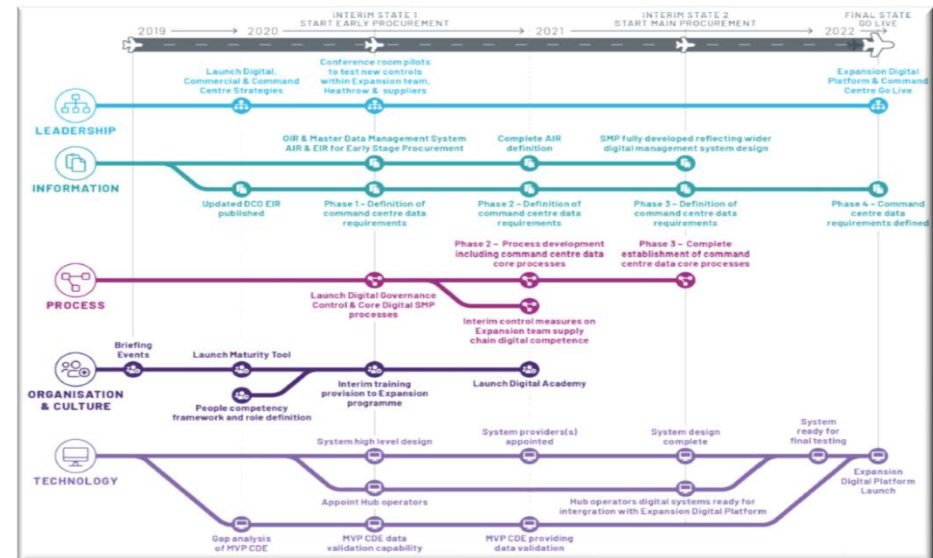 INTERIM STATE 1
START EARLY PROCUREMENT
INTERIM STATE 2
START MAIN PROCUREMENT
FINAL STATE
GO LIVE
2019
2020
2021
2022
Launch Digital,
Commercial & Command
Centre Strategies
Conference room pilots
to test new controls
within Expansion team,
Heathrow & suppliers
Expansion Digital
Platform & Command
Centre Go Live
LEADERSHIP
OIR & Master Data Management System
AIR & EIR for Early Stage Procurement
Complete AIR
definition
SMP fully developed reflecting wider
digital management system design
INFORMATION
Updated DCO EIR
published
Phase 1 - Definition of
command centre data
requirements
Phase 2 - Definition of
command centre data
requirements
Phase 3 - Definition of
command centre data
requirements
Phase 4 - Command
centre data
requirements defined
Phase 2 - Process development
including command centre data
core processes
Phase 3 - Complete
establishment of command
centre data core processes
PROCESS
Launch Digital Governance
Control & Core Digital SMP
processes
Interim control measures on
Expansion team supply
chain digital competence
Briefing
Events
Launch Maturity Tool
ORGANISATION
& CULTURE
People competency
framework and role definition
Interim training
provision to Expansion
programme
Launch Digital Academy
System high level design
System providers(s)
appointed
System design
complete
System
ready for
final testing
TECHNOLOGY
Appoint Hub operators
Hub operators digital systems ready for
intergration with Expansion Digital Platform
Expansion
Digital Platform
Launch
Gap analysis
of MVP CDE
MVP CDE data
validation capability
MVP CDE providing
data validation